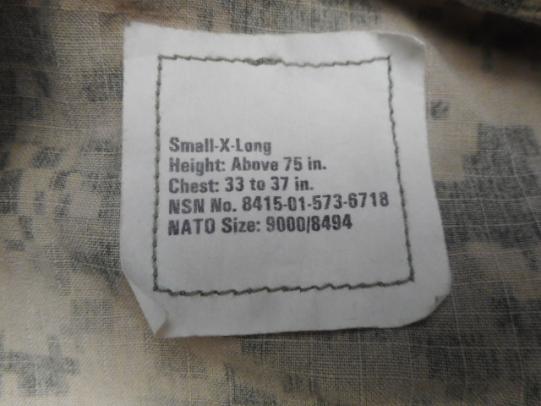 Small-X-Long
Height: Above 75 in.
Chest: 33 to 37 in.
NSN No. 8415-01-573-6718
NATO Size: 9000/8494